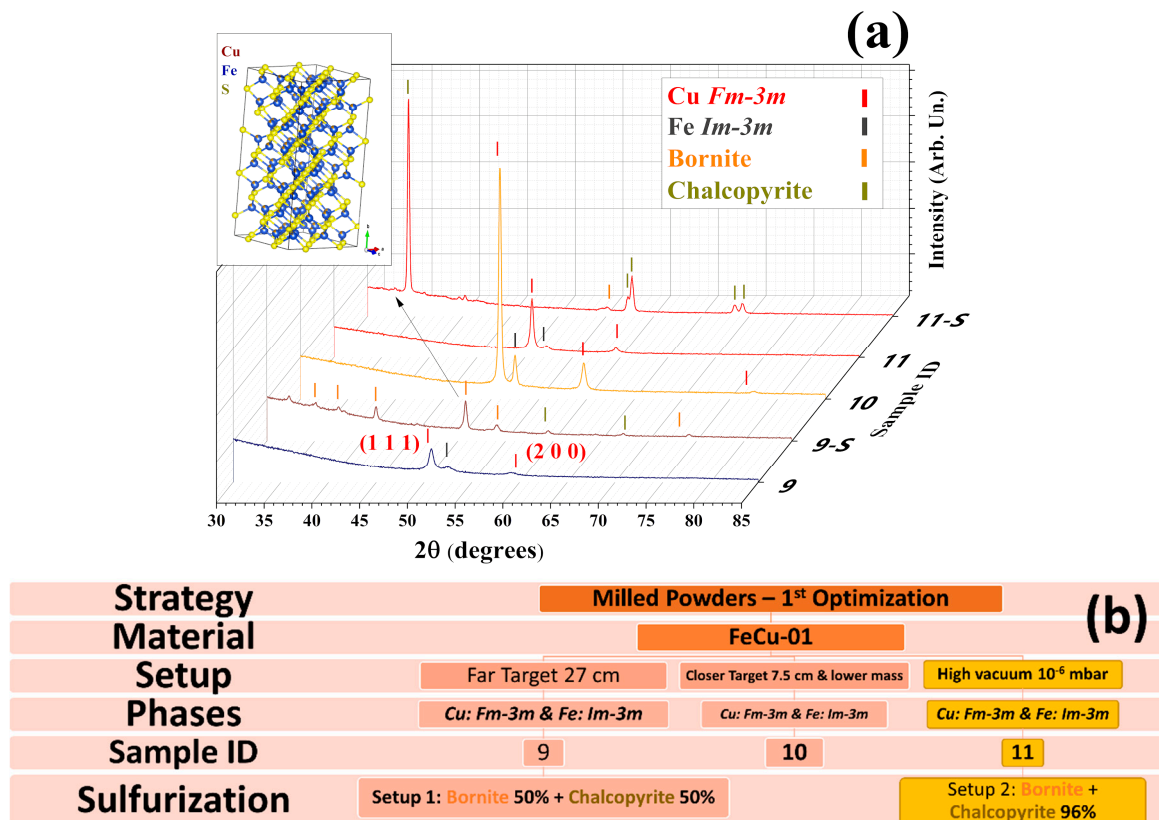 (a)
Cu
Fe
S
Cu Fm-3m
Fe Im-3m
Bornite
Chalcopyrite
Intensity (Arb. Un.)
11-S
11
10
9-S
9
Sample ID
(1 1 1)
(2 0 0)
30 35 40 45 50 55 60 65 70 75 80 85
2θ (degrees)
(b)
Strategy
Milled Powders – 1st Optimization
Material
FeCu-01
Setup
Far Target 27 cm
Closer Target 7.5 cm & lower mass
High vacuum 10-6 mbar
Phases
Cu: Fm-3m & Fe: Im-3m
Cu: Fm-3m & Fe: Im-3m
Cu: Fm-3m & Fe: Im-3m
Sample ID
9
10
11
Sulfurization
Setup 1: Bornite 50% + Chalcopyrite 50%
Setup 2: Bornite +
Chalcopyrite 96%